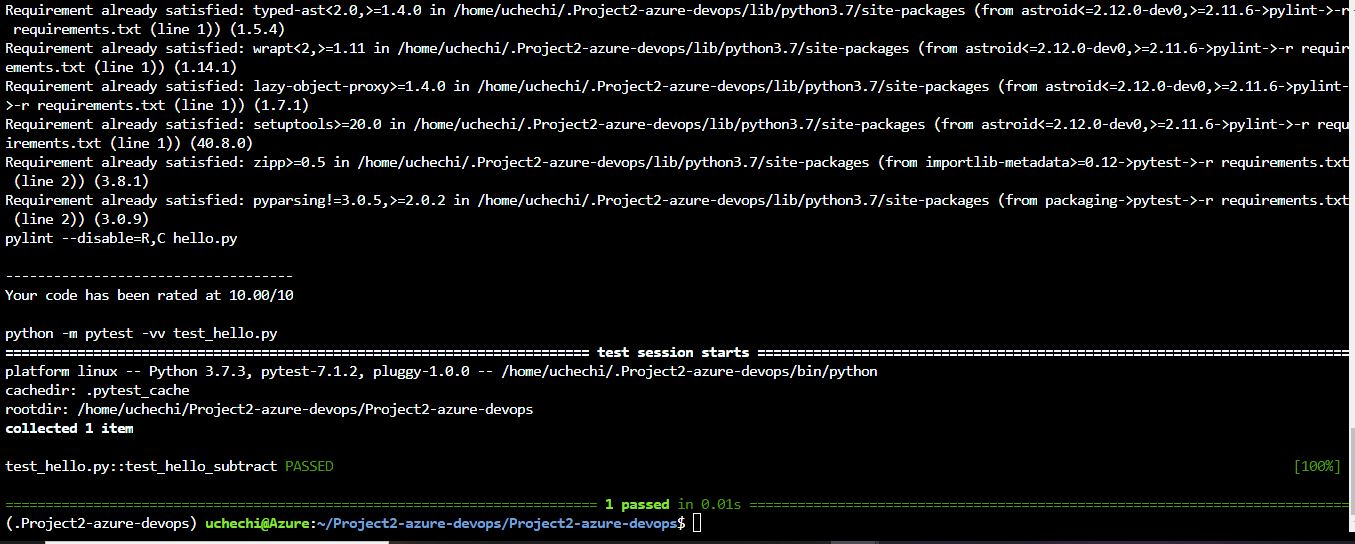 Requirement already satisfied: typed-ast<2.0,>=1.4.0 in /home/uchechi/.Project2-azure-devops/lib/python3.7/site-packages (from astroid<=2.12.0-dev0,>=2.11.6->pylint->-r
 requirements.txt (line 1)) (1.5.4)
Requirement already satisfied: wrapt<2,>=1.11 in /home/uchechi/.Project2-azure-devops/lib/python3.7/site-packages (from astroid<=2.12.0-dev0,>=2.11.6->pylint->-r requir
ements.txt (line 1)) (1.14.1)
Requirement already satisfied: lazy-object-proxy>=1.4.0 in /home/uchechi/.Project2-azure-devops/lib/python3.7/site-packages (from astroid<=2.12.0-dev0,>=2.11.6->pylint-
>-r requirements.txt (line 1)) (1.7.1)
Requirement already satisfied: setuptools>=20.0 in /home/uchechi/.Project2-azure-devops/lib/python3.7/site-packages (from astroid<=2.12.0-dev0,>=2.11.6->pylint->-r requ
irements.txt (line 1)) (40.8.0)
Requirement already satisfied: zipp>=0.5 in /home/uchechi/.Project2-azure-devops/lib/python3.7/site-packages (from importlib-metadata>=0.12->pytest->-r requirements.txt
 (line 2)) (3.8.1)
Requirement already satisfied: pyparsing!=3.0.5,>=2.0.2 in /home/uchechi/.Project2-azure-devops/lib/python3.7/site-packages (from packaging->pytest->-r requirements.txt
 (line 2)) (3.0.9)
pylint --disable=R,C hello.py
------------------------------------
Your code has been rated at 10.00/10
python -m pytest -vv test_hello.py
========================================================================= test session starts ==========================================================================
platform linux -- Python 3.7.3, pytest-7.1.2, pluggy-1.0.0 -- /home/uchechi/.Project2-azure-devops/bin/python
cachedir: .pytest_cache
rootdir: /home/uchechi/Project2-azure-devops/Project2-azure-devops
collected 1 item
test_hello.py::test_hello_subtract PASSED [100%]
========================================================================== 1 passed in 0.01s ===========================================================================
(.Project2-azure-devops) uchechi@Azure:~/Project2-azure-devops/Project2-azure-devops$